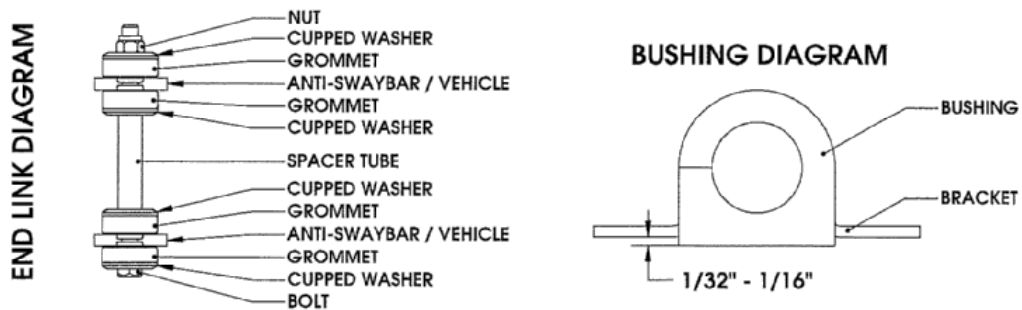 END LINK DIAGRAM
NUT
CUPPED WASHER
GROMMET
ANTI-SWAYBAR / VEHICLE
GROMMET
CUPPED WASHER
SPACER TUBE
CUPPED WASHER
GROMMET
ANTI-SWAYBAR / VEHICLE
GROMMET
CUPPED WASHER
BOLT
BUSHING DIAGRAM
BUSHING
BRACKET
1/32" - 1/16"